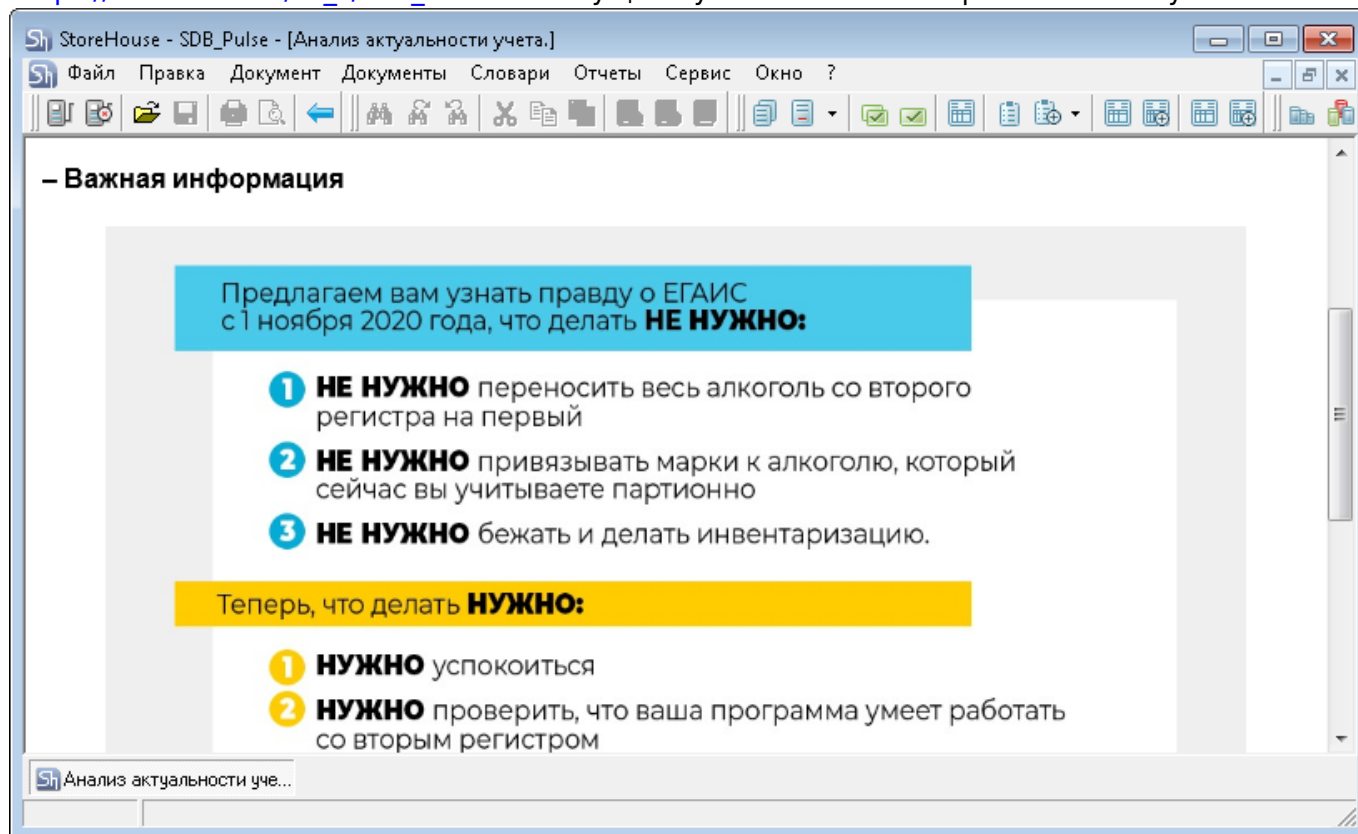 StoreHouse - SDB_Pulse - [Анализ актуальности учета.]
Файл Правка Документ Документы Словари Отчеты Сервис Окно ?
– Важная информация
Предлагаем вам узнать правду о ЕГАИС
с 1 ноября 2020 года, что делать НЕ НУЖНО:
1 НЕ НУЖНО переносить весь алкоголь со второго
регистра на первый
2 НЕ НУЖНО привязывать марки к алкоголю, который
сейчас вы учитываете партионно
3 НЕ НУЖНО бежать и делать инвентаризацию.
Теперь, что делать НУЖНО:
1 НУЖНО успокоиться
2 НУЖНО проверить, что ваша программа умеет работать
со вторым регистром
Анализ актуальности уче...